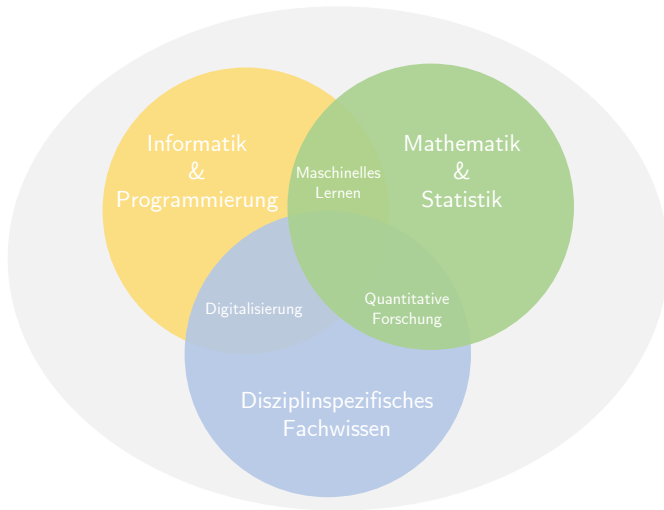 Informatik
&
Programmierung
Mathematik
&
Statistik
Maschinelles
Lernen
Digitalisierung
Quantitative
Forschung
Disziplinspezifisches
Fachwissen